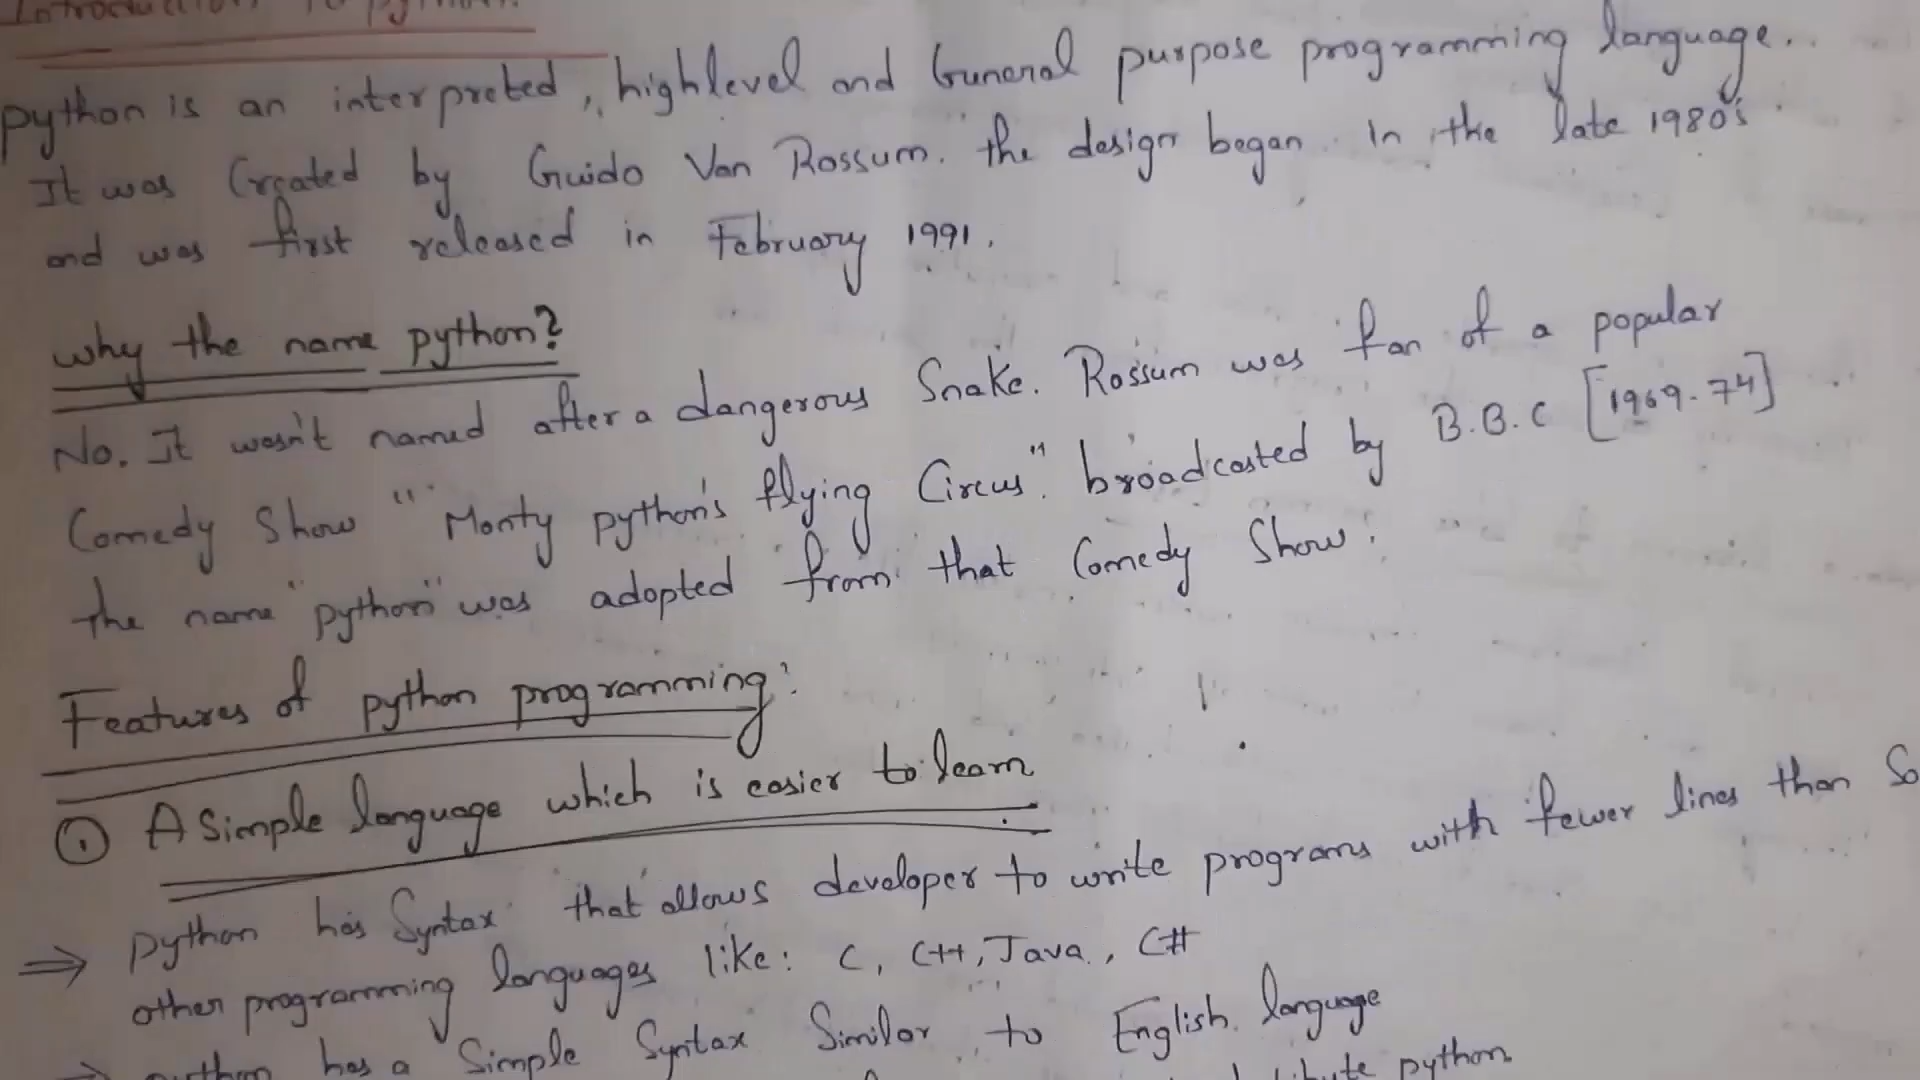 Introduction to python.
python is an interpreted, highlevel and General purpose programming language.
It was Created by Guido Van Rossum. the design began In the late 1980's
and was first released in February 1991.
why the name python?
No. It wasn't named after a dangerous Snake. Rossum was fan of a popular
Comedy Show "Monty python's flying Circus". broadcasted by B.B.C [1969-74]
the name "python" was adopted from that Comedy Show.
Features of python programming:
① A Simple language which is easier to learn
⇒ python has Syntax that allows developer to write programs with fewer lines than So
other programming languages like: C, C++, Java, C#
⇒ python has a Simple Syntax Similar to English language
python